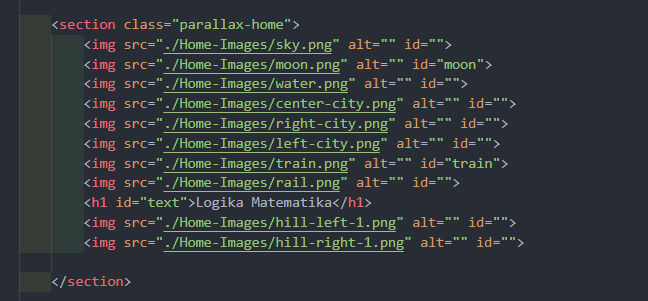 <section class="parallax-home">
<img src="./Home-Images/sky.png" alt="" id="">
<img src="./Home-Images/moon.png" alt="" id="moon">
<img src="./Home-Images/water.png" alt="" id="">
<img src="./Home-Images/center-city.png" alt="" id="">
<img src="./Home-Images/right-city.png" alt="" id="">
<img src="./Home-Images/left-city.png" alt="" id="">
<img src="./Home-Images/train.png" alt="" id="train">
<img src="./Home-Images/rail.png" alt="" id="">
<h1 id="text">Logika Matematika</h1>
<img src="./Home-Images/hill-left-1.png" alt="" id="">
<img src="./Home-Images/hill-right-1.png" alt="" id="">
</section>